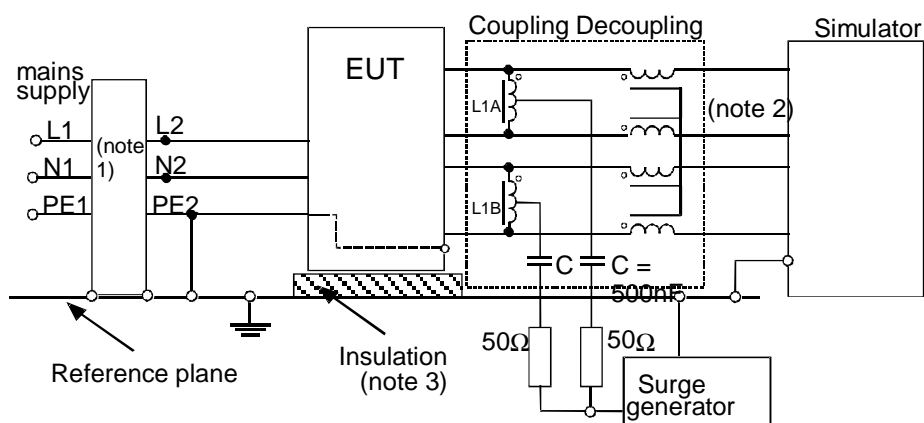 Coupling Decoupling
Simulator
EUT
mains
supply
L1A
(note 2)
L1
(note
1)
L2
N1
N2
PE1
PE2
L1B
C
C =
500nF
50Ω
50Ω
Insulation
(note 3)
Reference plane
Surge
generator